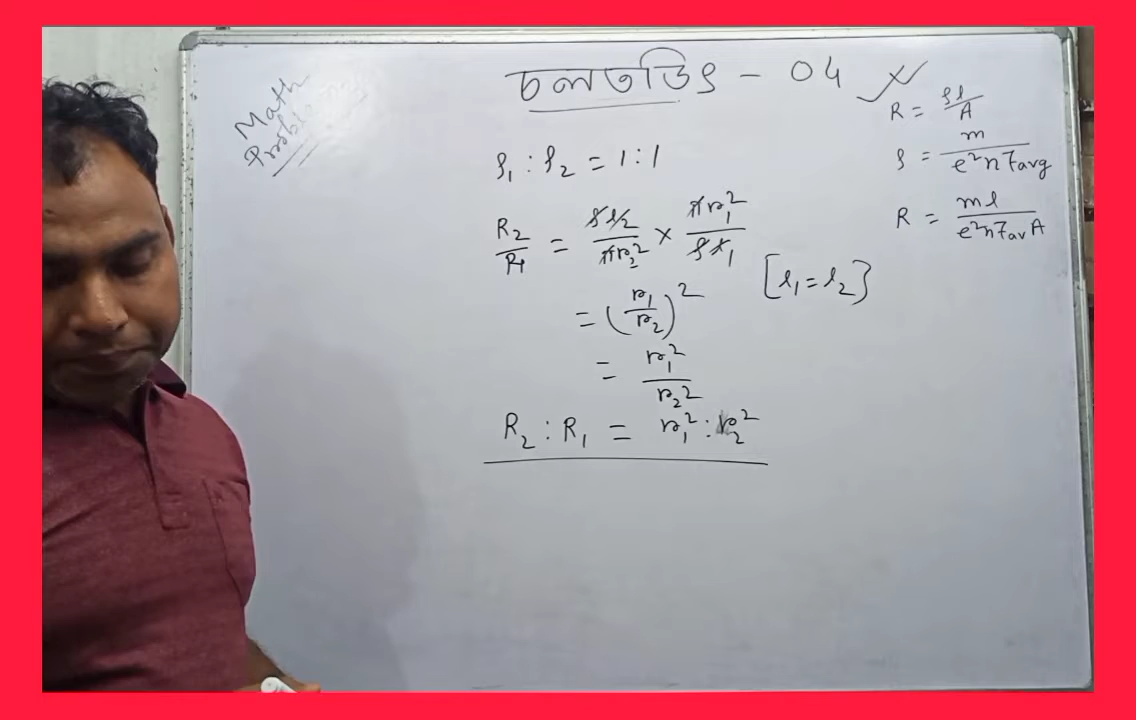 Math
Problem
চলতড়িৎ - 04
R = ρl/A
ρ = m/e²nτavg
R = ml/e²nτavA
ρ₁ : ρ₂ = 1 : 1
R₂/R₁ = ρl₂/πr₂² × πr₁²/ρl₁
[l₁ = l₂]
= (r₁/r₂)²
= r₁²/r₂²
R₂ : R₁ = r₁² : r₂²